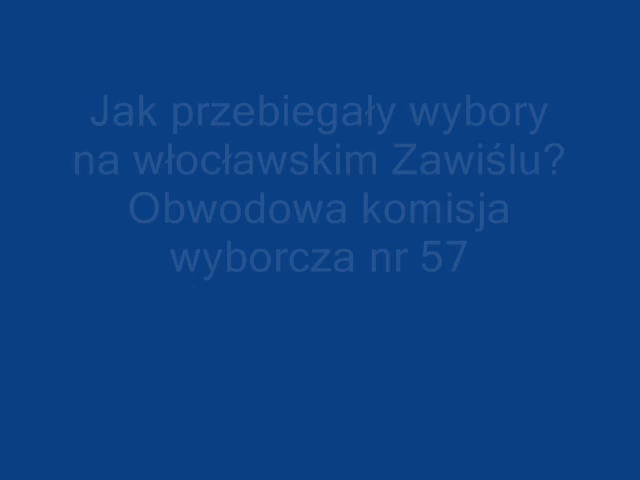 Jak przebiegały wybory
na włocławskim Zawiślu?
Obwodowa komisja
wyborcza nr 57